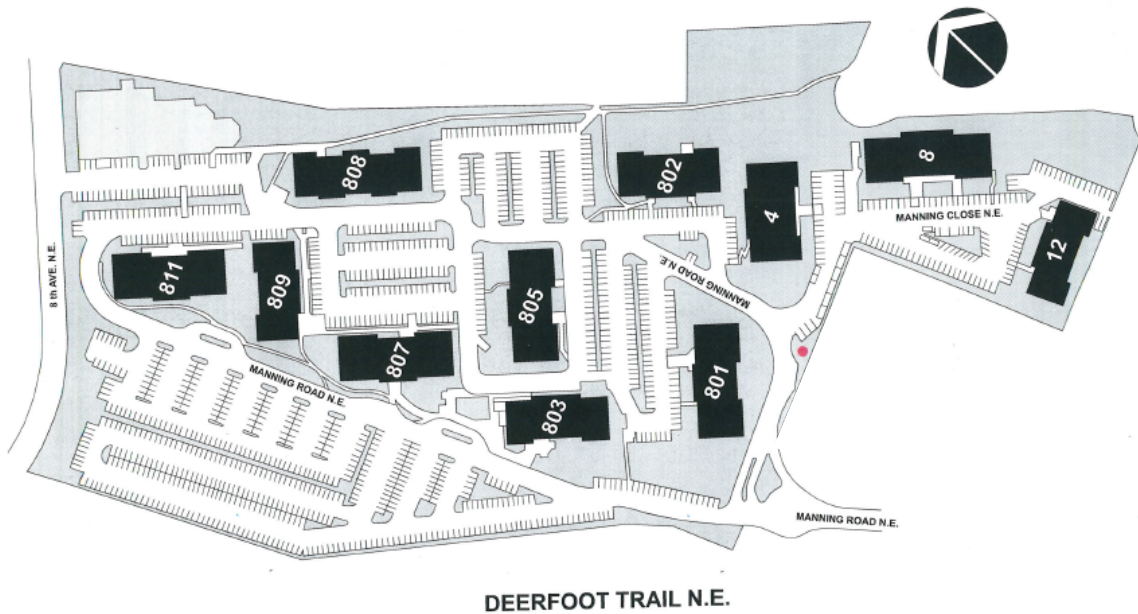 808
802
8
4
MANNING CLOSE N.E.
12
8 th AVE. N.E.
811
809
805
MANNING ROAD N.E.
807
801
MANNING ROAD N.E.
803
MANNING ROAD N.E.
DEERFOOT TRAIL N.E.